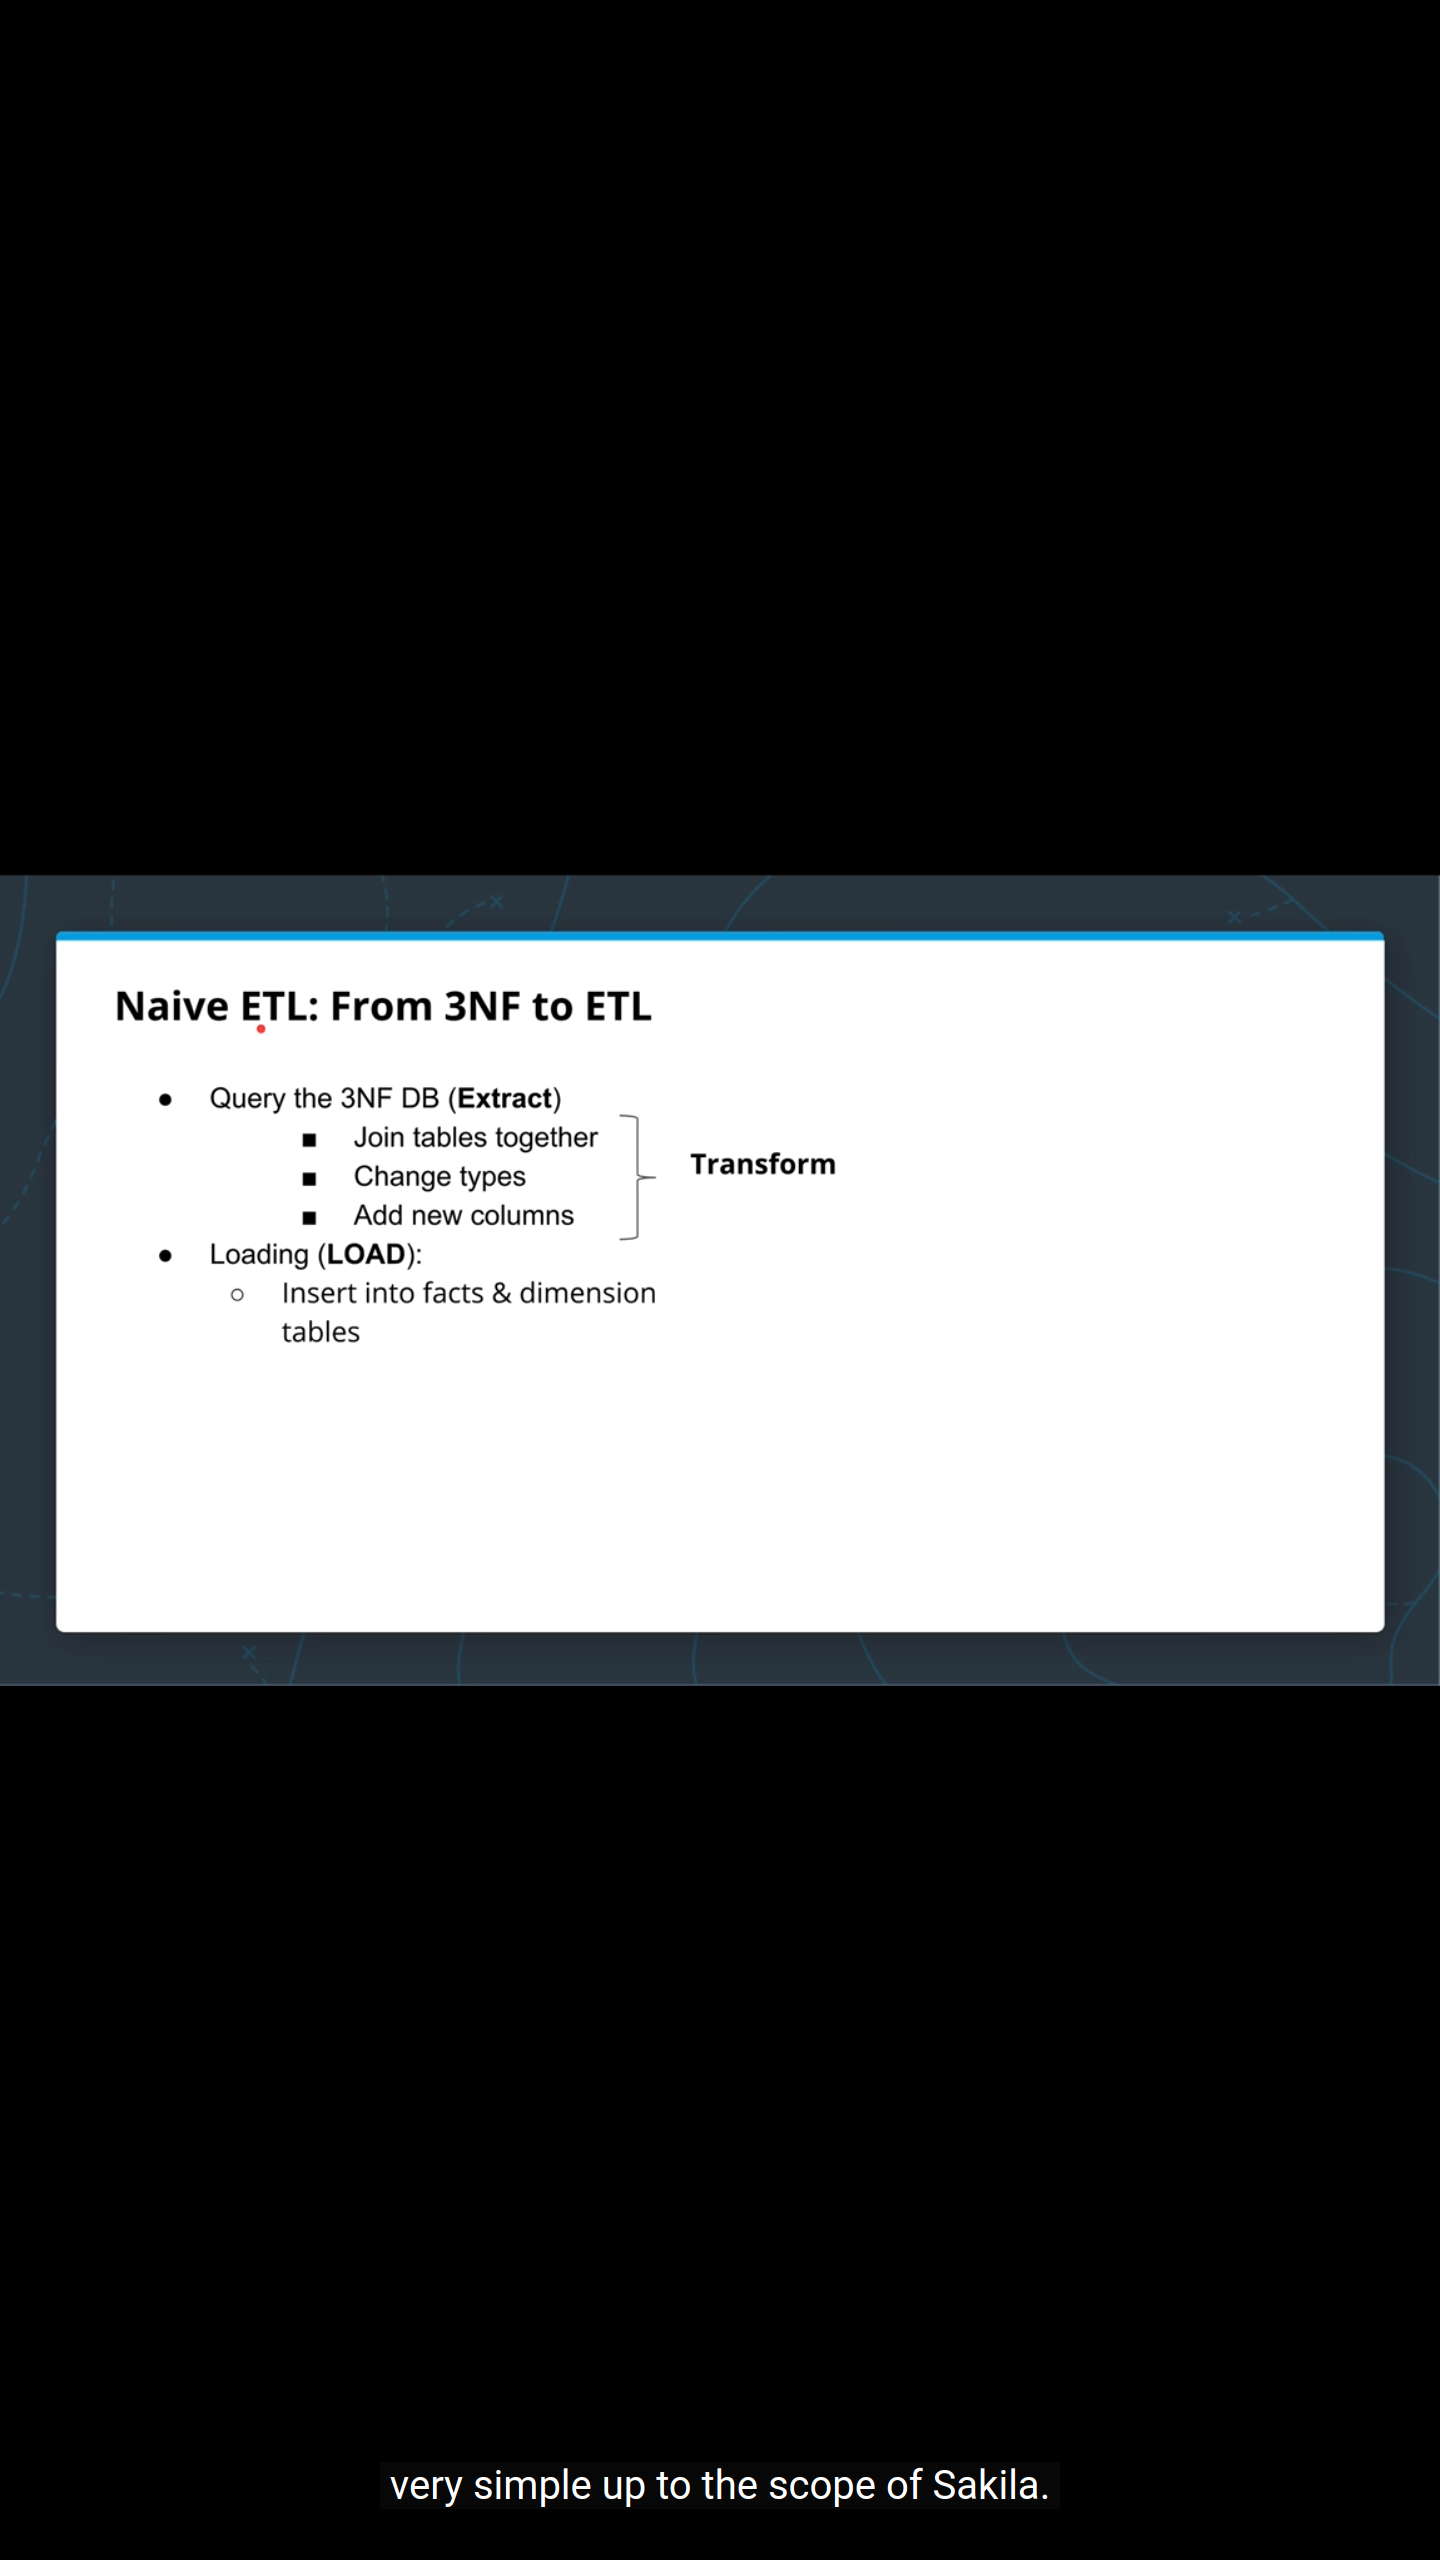 Naive ETL: From 3NF to ETL
● Query the 3NF DB (Extract)
■ Join tables together
■ Change types
■ Add new columns
Transform
● Loading (LOAD):
○ Insert into facts & dimension
tables
very simple up to the scope of Sakila.